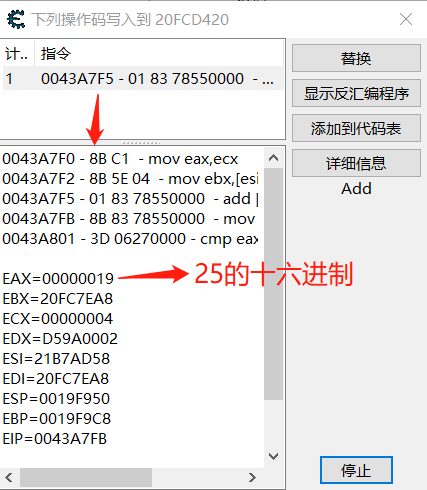 下列操作码写入到 20FCD420
计..
指令
1
0043A7F5 - 01 83 78550000 - ...
替换
显示反汇编程序
添加到代码表
详细信息
Add
0043A7F0 - 8B C1 - mov eax,ecx
0043A7F2 - 8B 5E 04 - mov ebx,[esi
0043A7F5 - 01 83 78550000 - add [
0043A7FB - 8B 83 78550000 - mov
0043A801 - 3D 06270000 - cmp eax
EAX=00000019
25的十六进制
EBX=20FC7EA8
ECX=00000004
EDX=D59A0002
ESI=21B7AD58
EDI=20FC7EA8
ESP=0019F950
EBP=0019F9C8
EIP=0043A7FB
停止